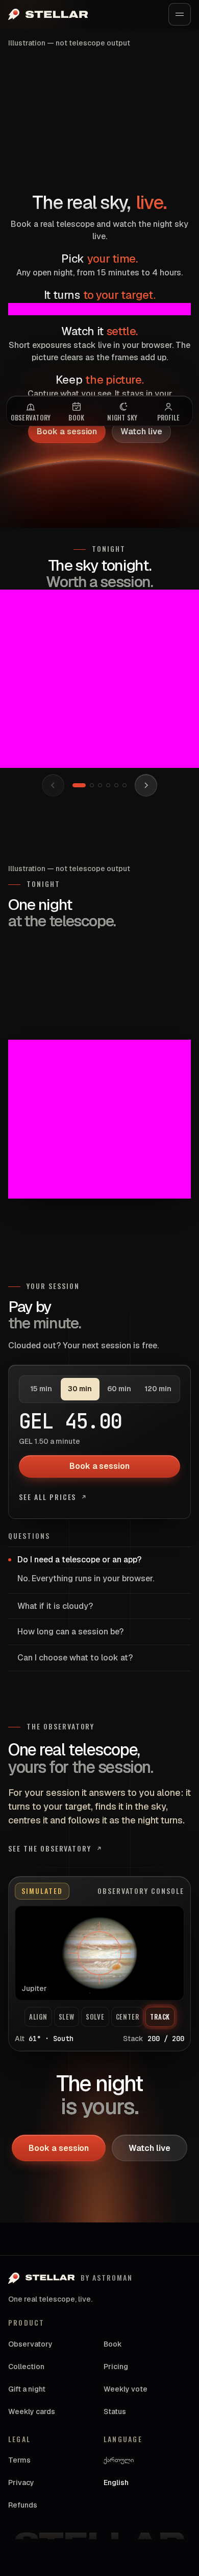 STELLAR
Illustration — not telescope output
The real sky, live.
Book a real telescope and watch the night sky
live.
Pick your time.
Any open night, from 15 minutes to 4 hours.
It turns to your target.
Watch it settle.
Short exposures stack live in your browser. The
picture clears as the frames add up.
Keep the picture.
Capture what you see. It stays in your
OBSERVATORY BOOK NIGHT SKY PROFILE
Book a session Watch live
TONIGHT
The sky tonight.
Worth a session.
Illustration — not telescope output
TONIGHT
One night
at the telescope.
YOUR SESSION
Pay by
the minute.
Clouded out? Your next session is free.
15 min 30 min 60 min 120 min
GEL 45.00
GEL 1.50 a minute
Book a session
SEE ALL PRICES ↗
QUESTIONS
Do I need a telescope or an app?
No. Everything runs in your browser.
What if it is cloudy?
How long can a session be?
Can I choose what to look at?
THE OBSERVATORY
One real telescope,
yours for the session.
For your session it answers to you alone: it
turns to your target, finds it in the sky,
centres it and follows it as the night turns.
SEE THE OBSERVATORY ↗
SIMULATED OBSERVATORY CONSOLE
Jupiter
ALIGN SLEW SOLVE CENTER TRACK
Alt 61° · South Stack 200 / 200
The night
is yours.
Book a session Watch live
STELLAR BY ASTROMAN
One real telescope, live.
PRODUCT
Observatory Book
Collection Pricing
Gift a night Weekly vote
Weekly cards Status
LEGAL LANGUAGE
Terms ქართული
Privacy English
Refunds
STELLAR